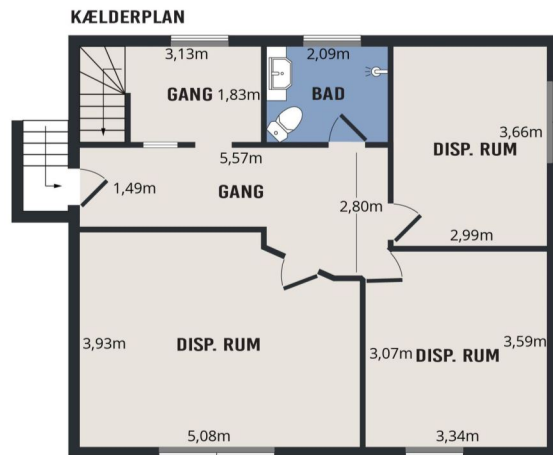 KÆLDERPLAN
3,13m
2,09m
GANG
1,83m
BAD
3,66m
DISP. RUM
5,57m
1,49m
GANG
2,80m
2,99m
3,93m
DISP. RUM
3,07m
DISP. RUM
3,59m
5,08m
3,34m